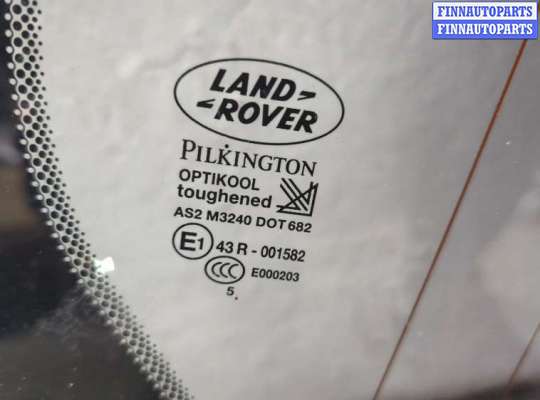 FINNAUTOPARTS
FINNAUTOPARTS
LAND
ROVER
PILKINGTON
OPTIKOOL
toughened
AS2 M3240 DOT 682
E1 43 R - 001582
CCC E000203
5.